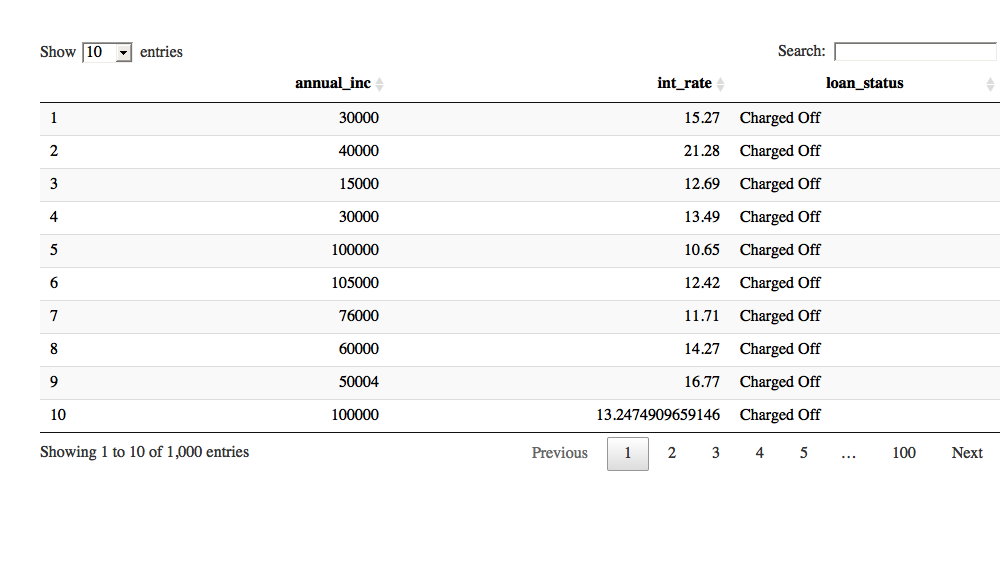 Show 10 entries Search:
annual_inc int_rate loan_status
1 30000 15.27 Charged Off
2 40000 21.28 Charged Off
3 15000 12.69 Charged Off
4 30000 13.49 Charged Off
5 100000 10.65 Charged Off
6 105000 12.42 Charged Off
7 76000 11.71 Charged Off
8 60000 14.27 Charged Off
9 50004 16.77 Charged Off
10 100000 13.2474909659146 Charged Off
Showing 1 to 10 of 1,000 entries Previous 1 2 3 4 5 … 100 Next